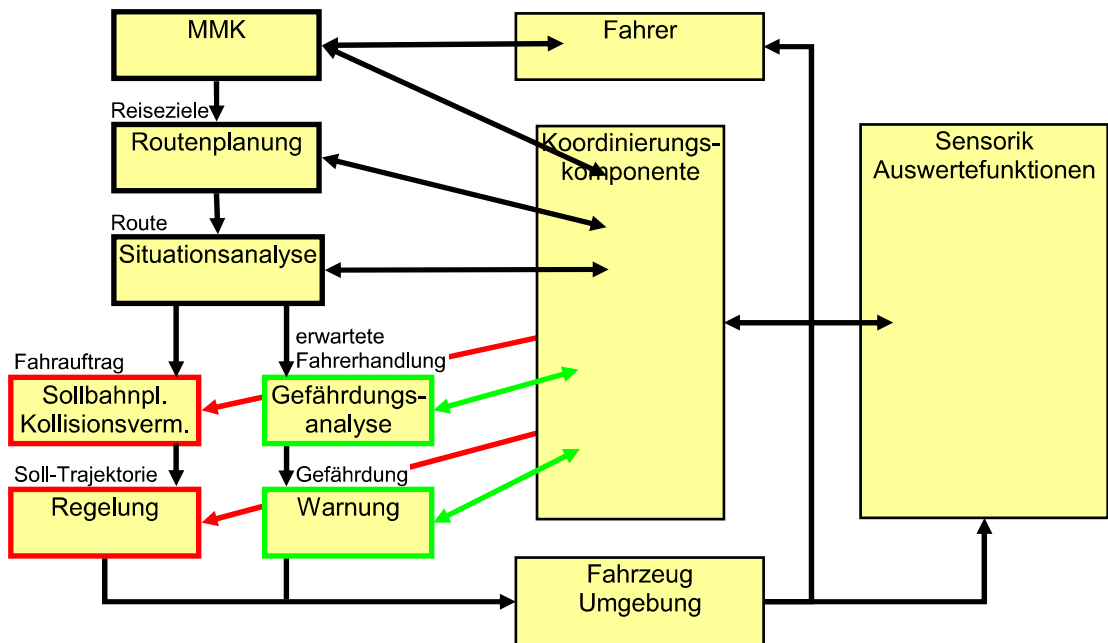 MMK
Fahrer
Reiseziele
Routenplanung
Koordinierungs-
komponente
Sensorik
Auswertefunktionen
Route
Situationsanalyse
erwartete
Fahrerhandlung
Fahrauftrag
Sollbahnpl.
Kollisionsverm.
Gefährdungs-
analyse
Soll-Trajektorie
Gefährdung
Regelung
Warnung
Fahrzeug
Umgebung